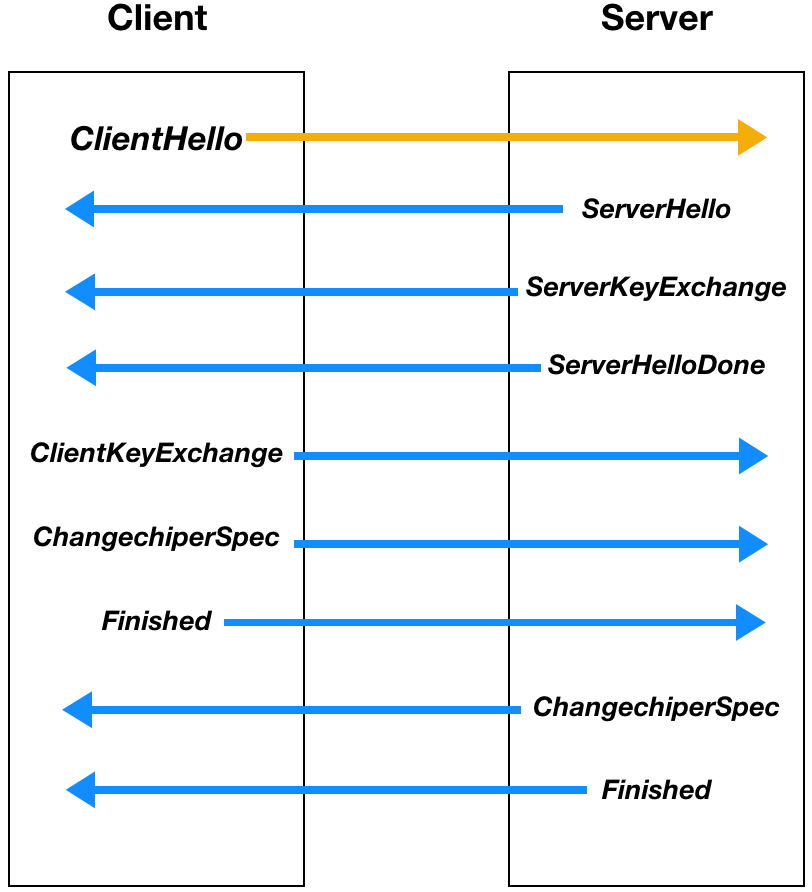 Client
Server
ClientHello
ServerHello
ServerKeyExchange
ServerHelloDone
ClientKeyExchange
ChangechiperSpec
Finished
ChangechiperSpec
Finished